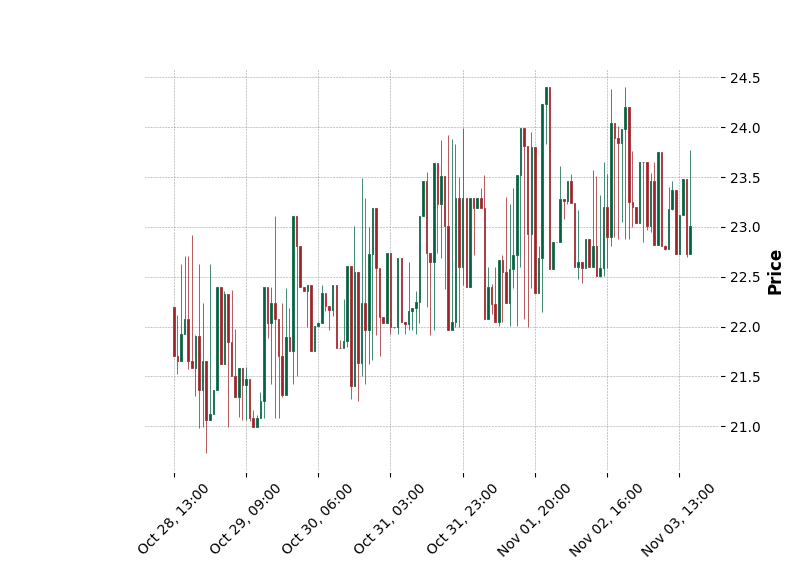 24.5
24.0
23.5
23.0
22.5
22.0
21.5
21.0
Price
Oct 28, 13:00
Oct 29, 09:00
Oct 30, 06:00
Oct 31, 03:00
Oct 31, 23:00
Nov 01, 20:00
Nov 02, 16:00
Nov 03, 13:00